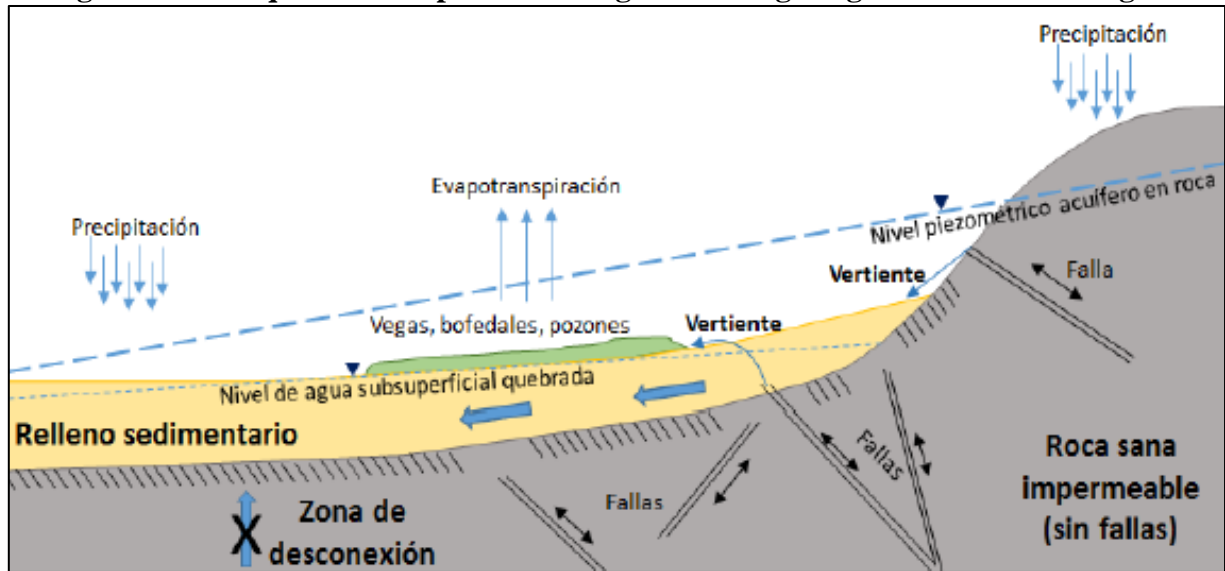 Precipitación
Evapotranspiración
Precipitación
Nivel piezométrico acuífero en roca
Vertiente
Falla
Vegas, bofedales, pozones
Vertiente
Nivel de agua subsuperficial quebrada
Relleno sedimentario
Fallas
Roca sana
impermeable
(sin fallas)
Fallas
X
Zona de
desconexión